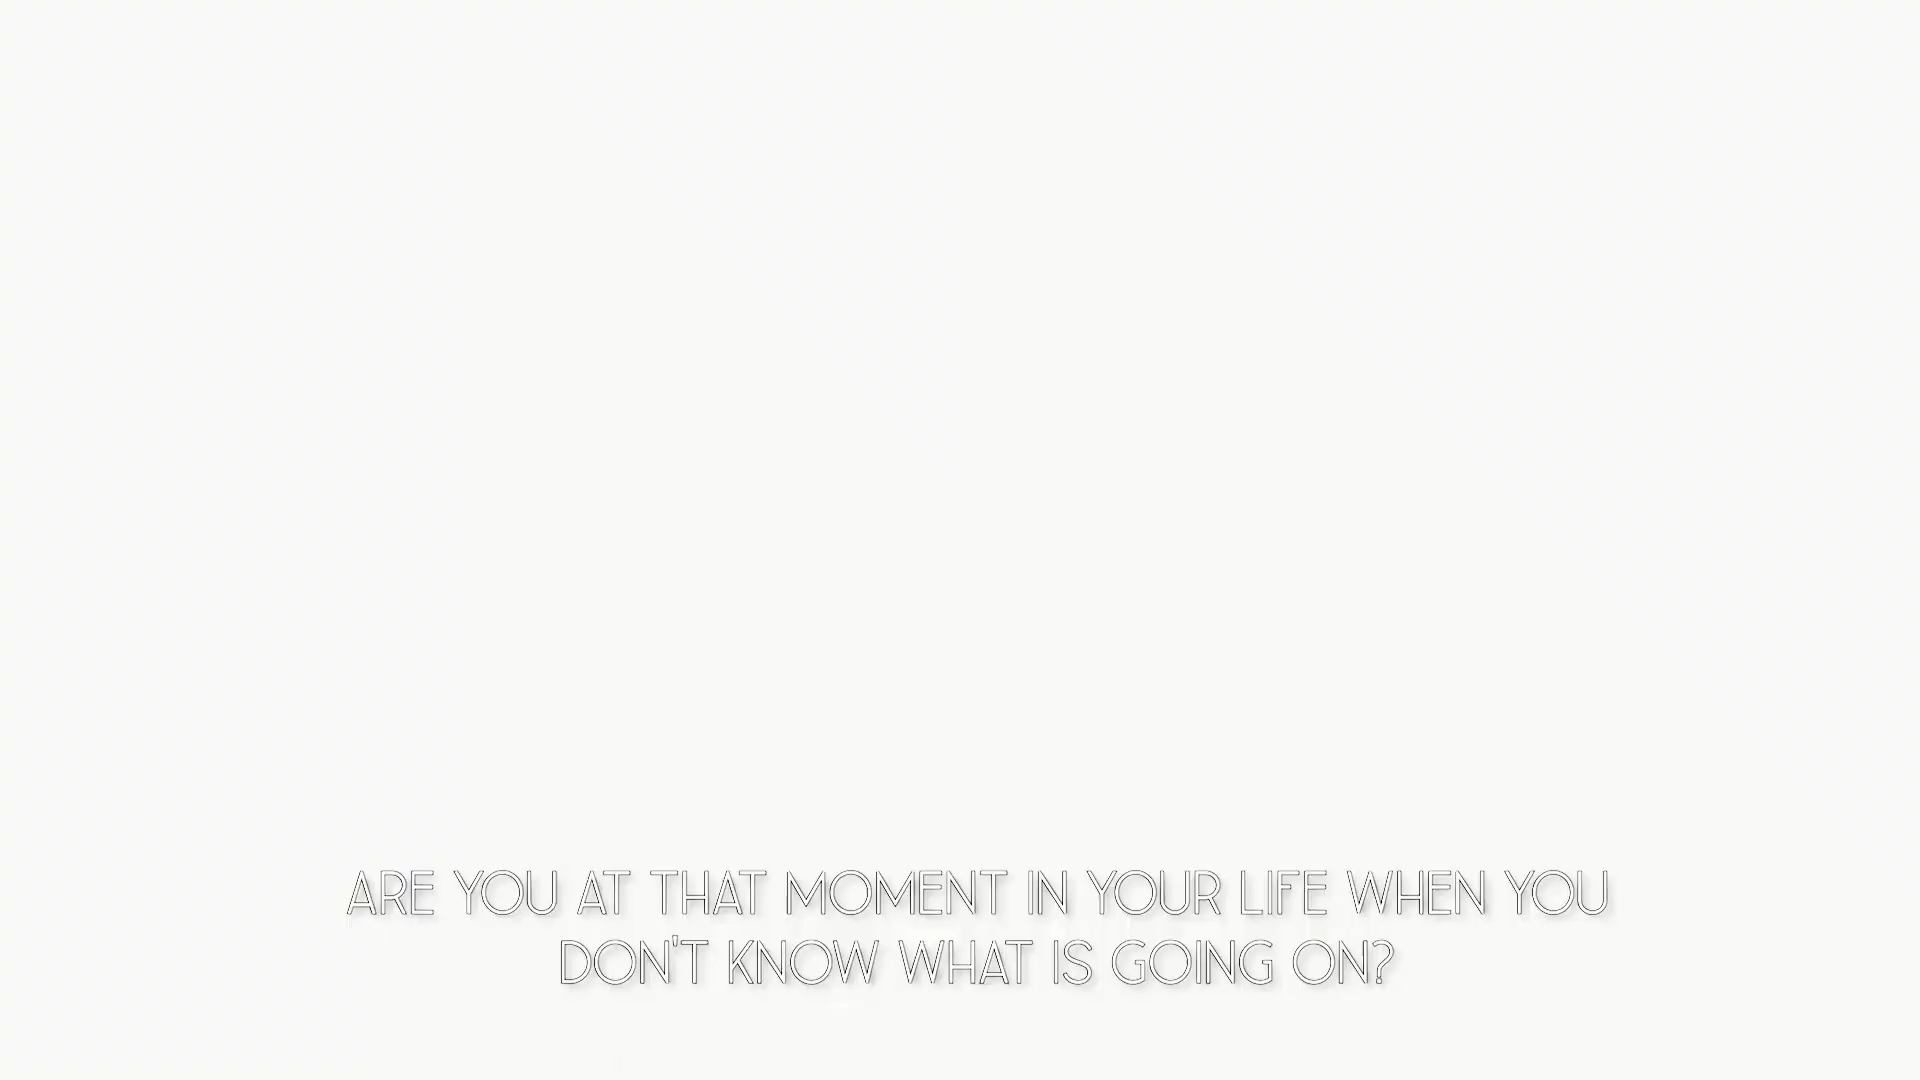 ARE YOU AT THAT MOMENT IN YOUR LIFE WHEN YOU
DON'T KNOW WHAT IS GOING ON?